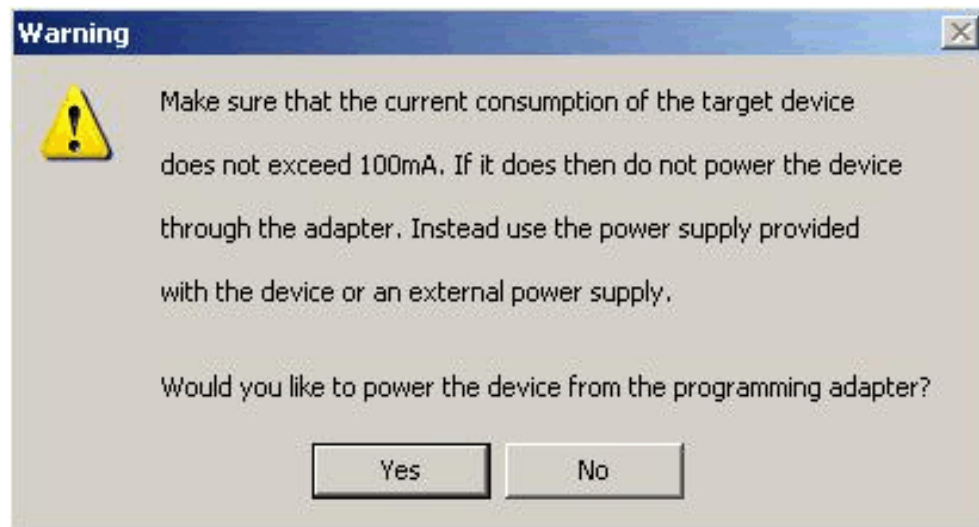 Warning
Make sure that the current consumption of the target device
does not exceed 100mA. If it does then do not power the device
through the adapter. Instead use the power supply provided
with the device or an external power supply.
Would you like to power the device from the programming adapter?
Yes No